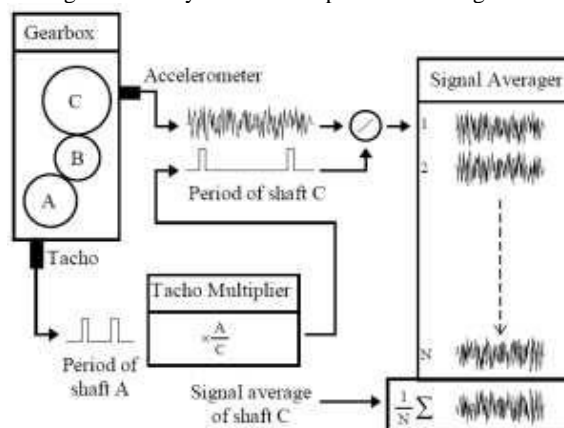 Gearbox
C
B
A
Accelerometer
Period of shaft C
Signal Averager
1
2
N
Tacho
Tacho Multiplier
∝ A/C
Period of
shaft A
Signal average
of shaft C
1/N ∑